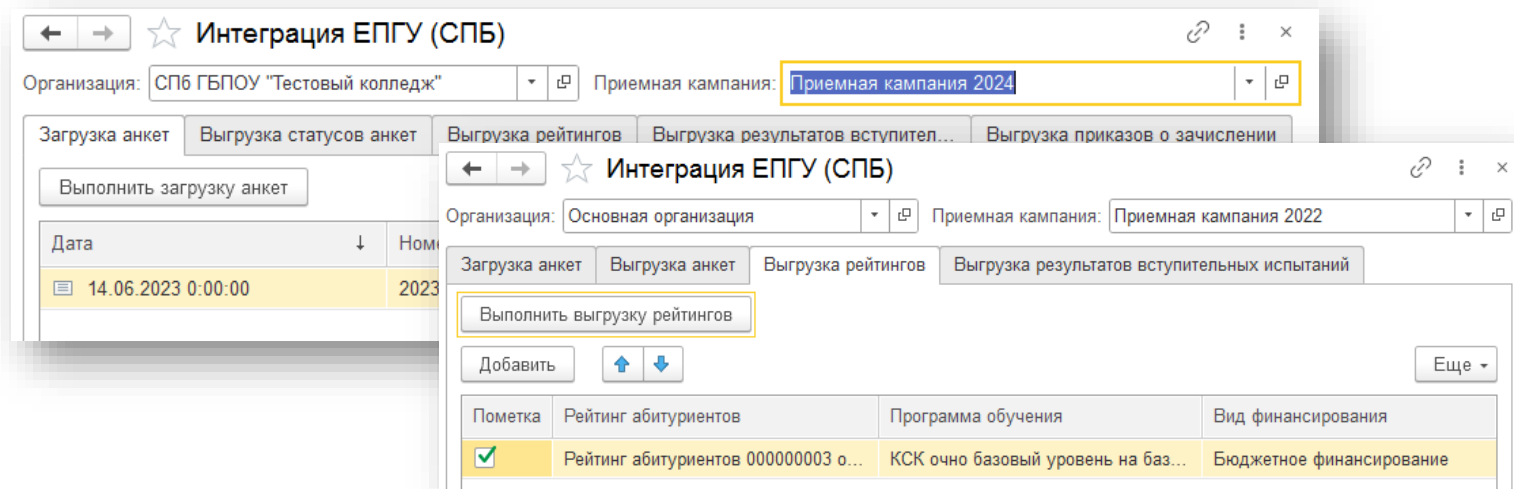 Интеграция ЕПГУ (СПБ)
Организация: СПб ГБПОУ "Тестовый колледж" Приемная кампания: Приемная кампания 2024
Загрузка анкет Выгрузка статусов анкет Выгрузка рейтингов Выгрузка результатов вступител... Выгрузка приказов о зачислении
Выполнить загрузку анкет
Дата
14.06.2023 0:00:00 2023
Интеграция ЕПГУ (СПБ)
Организация: Основная организация Приемная кампания: Приемная кампания 2022
Загрузка анкет Выгрузка анкет Выгрузка рейтингов Выгрузка результатов вступительных испытаний
Выполнить выгрузку рейтингов
Добавить Еще
Пометка Рейтинг абитуриентов Программа обучения Вид финансирования
Рейтинг абитуриентов 000000003 о... КСК очно базовый уровень на баз... Бюджетное финансирование